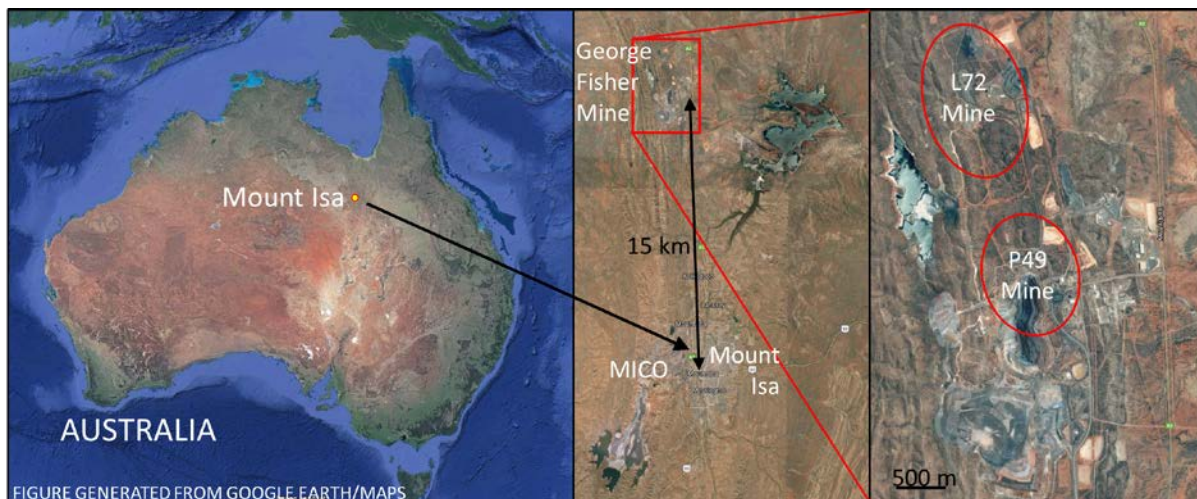 Mount Isa
AUSTRALIA
FIGURE GENERATED FROM GOOGLE EARTH/MAPS
George
Fisher
Mine
15 km
MICO
Mount
Isa
L72
Mine
P49
Mine
500 m